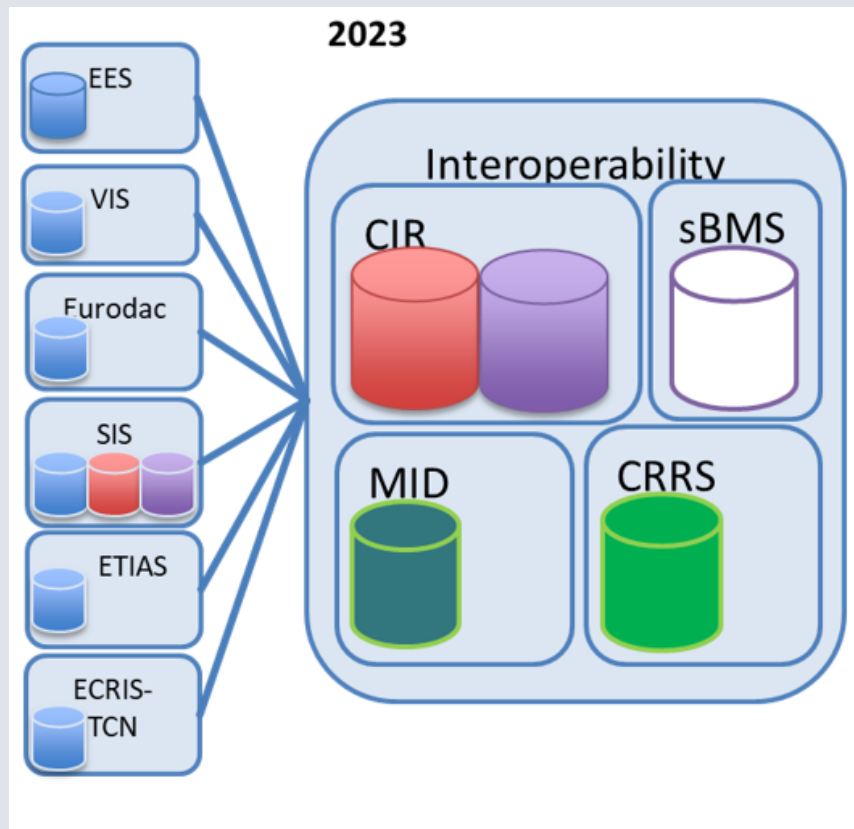 2023
EES
VIS
Eurodac
SIS
ETIAS
ECRIS-
TCN
Interoperability
CIR
sBMS
MID
CRRS